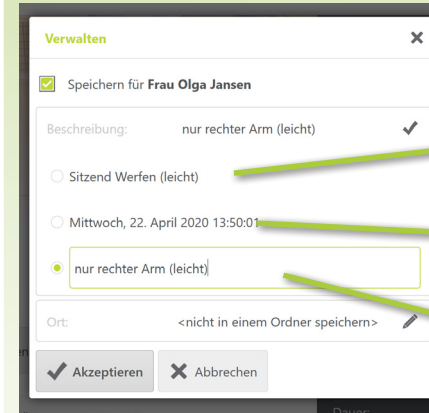 Verwalten
Speichern für Frau Olga Jansen
Beschreibung: nur rechter Arm (leicht)
Sitzend Werfen (leicht)
Mittwoch, 22. April 2020 13:50:01
nur rechter Arm (leicht)
Ort: <nicht in einem Ordner speichern>
Akzeptieren Abbrechen
Dauer: